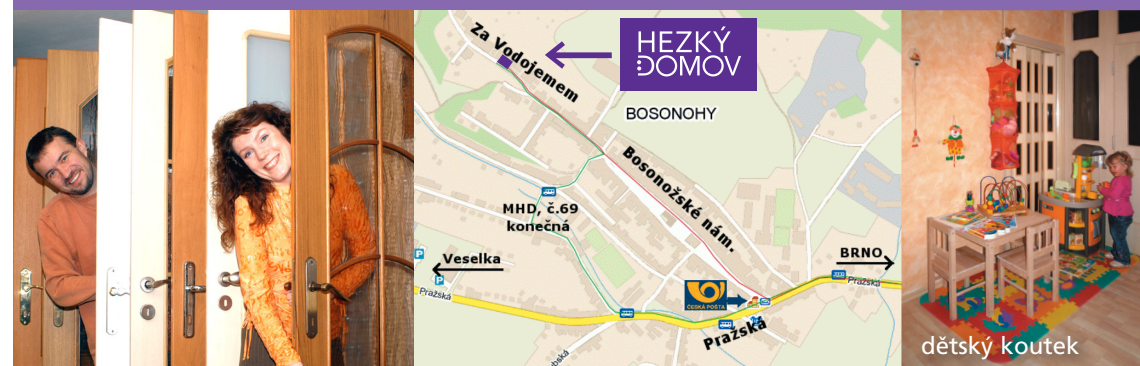 Za Vodojemem
HEZKÝ
DOMOV
BOSONOHY
Bosonožské nám.
MHD, č.69
konečná
Veselka
BRNO
P
P
Pražská
Pražská
ČESKÁ POŠTA
Pražská
bská
dětský koutek